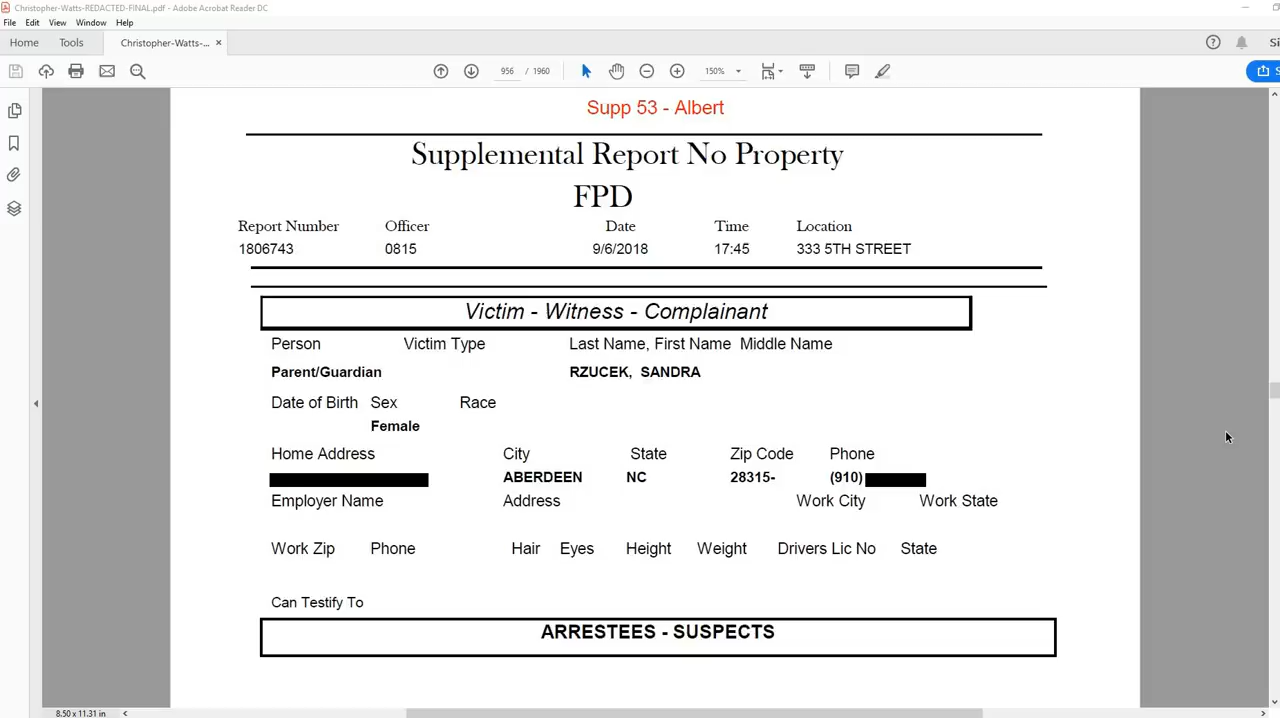 Christopher-Watts-REDACTED-FINAL.pdf - Adobe Acrobat Reader DC
File Edit View Window Help
Home Tools Christopher-Watts-... ×
956 / 1960 150%
Supp 53 - Albert
Supplemental Report No Property
FPD
Report Number Officer Date Time Location
1806743 0815 9/6/2018 17:45 333 5TH STREET
Victim - Witness - Complainant
Person Victim Type Last Name, First Name Middle Name
Parent/Guardian RZUCEK, SANDRA
Date of Birth Sex Race
Female
Home Address City State Zip Code Phone
ABERDEEN NC 28315- (910)
Employer Name Address Work City Work State
Work Zip Phone Hair Eyes Height Weight Drivers Lic No State
Can Testify To
ARRESTEES - SUSPECTS
8.50 x 11.31 in